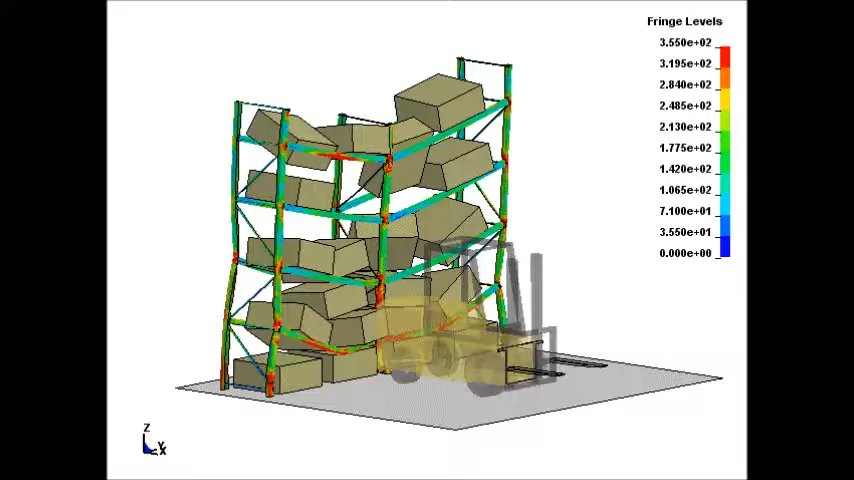 Fringe Levels
3.550e+02
3.195e+02
2.840e+02
2.485e+02
2.130e+02
1.775e+02
1.420e+02
1.065e+02
7.100e+01
3.550e+01
0.000e+00
Z
Y
X